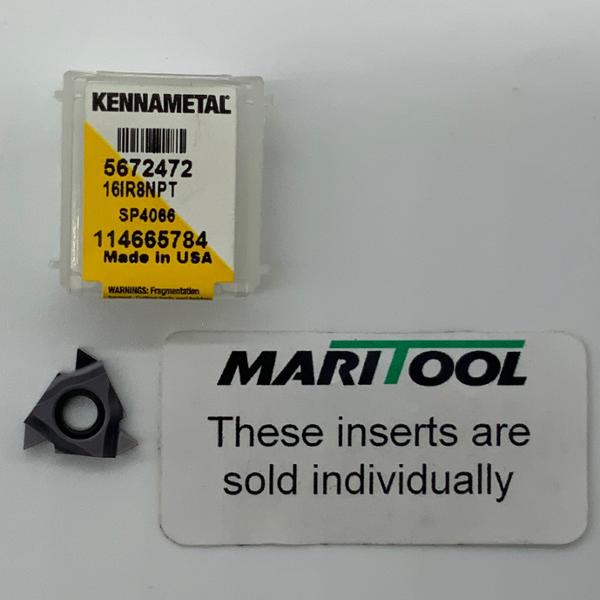 KENNAMETAL
5672472
16IR8NPT
SP4066
114665784
Made in USA
WARNINGS: Fragmentation
MARITOOL
These inserts are
sold individually